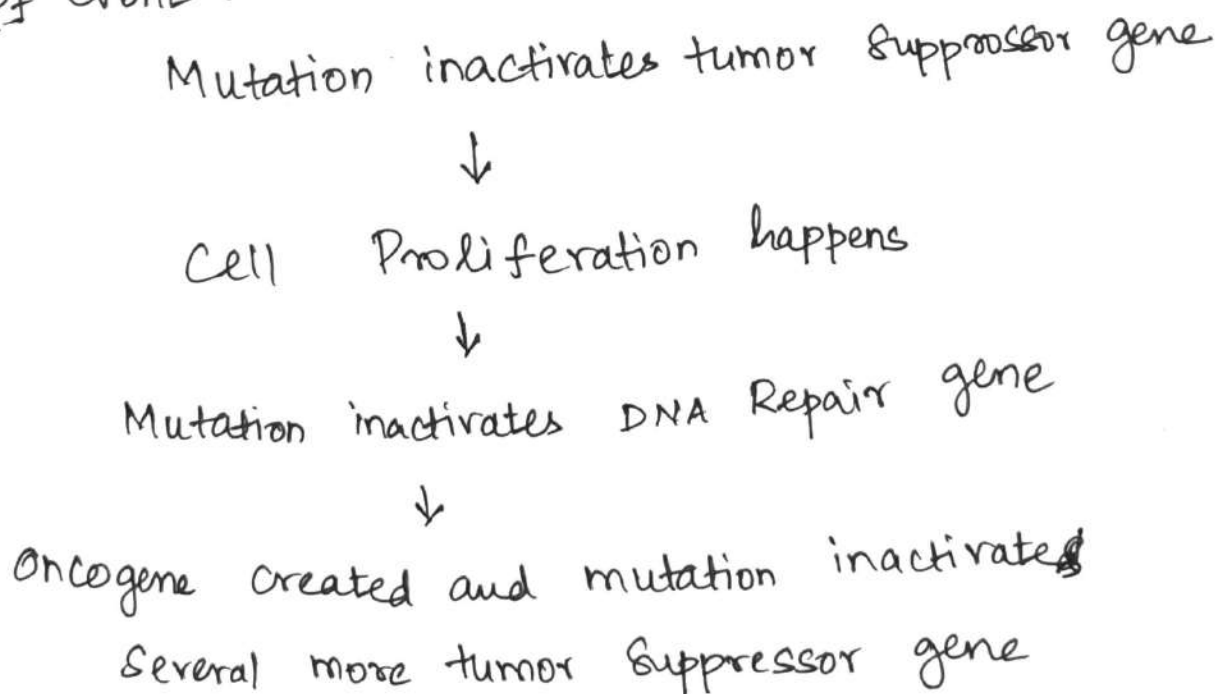 Mutation inactivates tumor suppressor gene
↓
Cell Proliferation happens
↓
Mutation inactivates DNA Repair gene
↓
Oncogene created and mutation inactivates
Several more tumor Suppressor gene